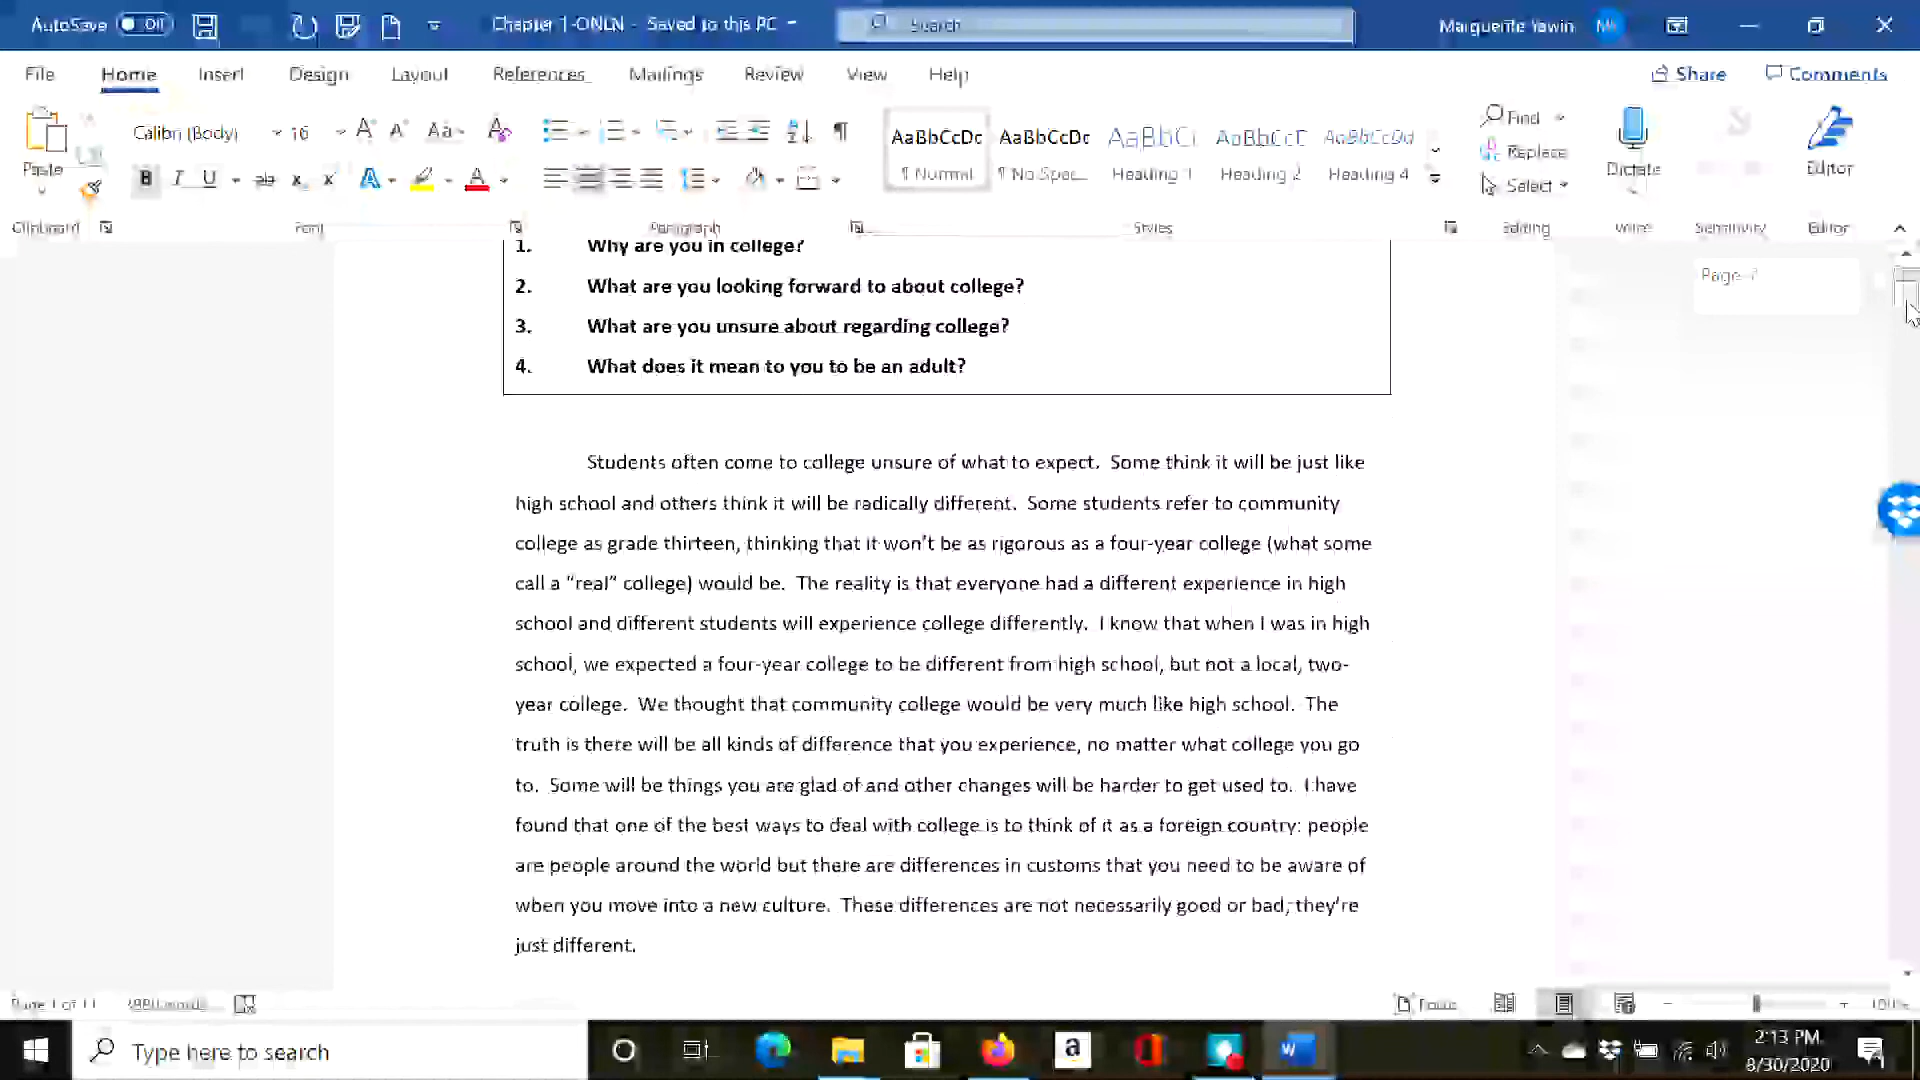 AutoSave Off Chapter 1-ONLN - Saved to this PC Search Marguerite Yawin
File Home Insert Design Layout References Mailings Review View Help Share Comments
Paste Calibri (Body) 16 Aa AaBbCcDc AaBbCcDc AaBbC AaBbCcD AaBbCcDd Find Replace Select Dictate Editor
¶ Normal ¶ No Spac... Heading 1 Heading 2 Heading 4
Clipboard Font Paragraph Styles Editing Sensitivity Editor
1. Why are you in college?
2. What are you looking forward to about college?
3. What are you unsure about regarding college?
4. What does it mean to you to be an adult?
Students often come to college unsure of what to expect. Some think it will be just like
high school and others think it will be radically different. Some students refer to community
college as grade thirteen, thinking that it won't be as rigorous as a four-year college (what some
call a “real” college) would be. The reality is that everyone had a different experience in high
school and different students will experience college differently. I know that when I was in high
school, we expected a four-year college to be different from high school, but not a local, two-
year college. We thought that community college would be very much like high school. The
truth is there will be all kinds of difference that you experience, no matter what college you go
to. Some will be things you are glad of and other changes will be harder to get used to. I have
found that one of the best ways to deal with college is to think of it as a foreign country: people
are people around the world but there are differences in customs that you need to be aware of
when you move into a new culture. These differences are not necessarily good or bad, they're
just different.
Page 1 of 11 Focus
Type here to search
2:13 PM
8/30/2020